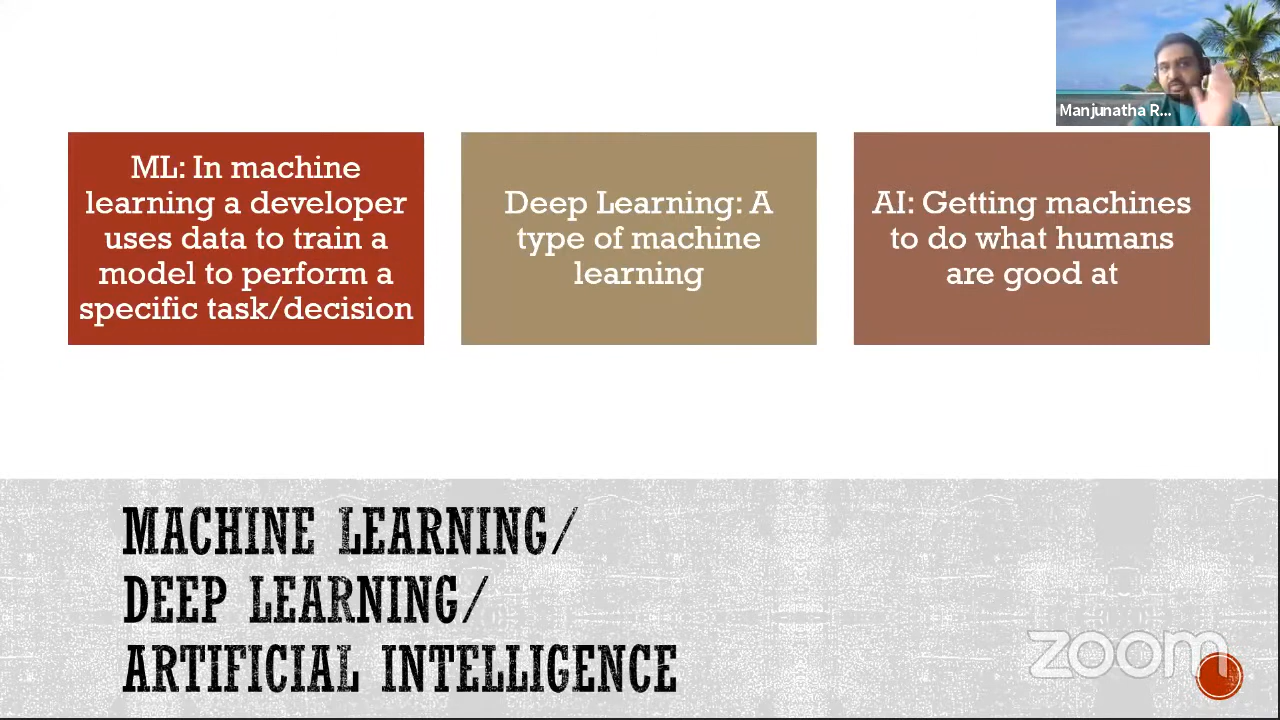 Manjunatha R...
ML: In machine
learning a developer
uses data to train a
model to perform a
specific task/decision
Deep Learning: A
type of machine
learning
AI: Getting machines
to do what humans
are good at
MACHINE LEARNING/
DEEP LEARNING/
ARTIFICIAL INTELLIGENCE
zoom